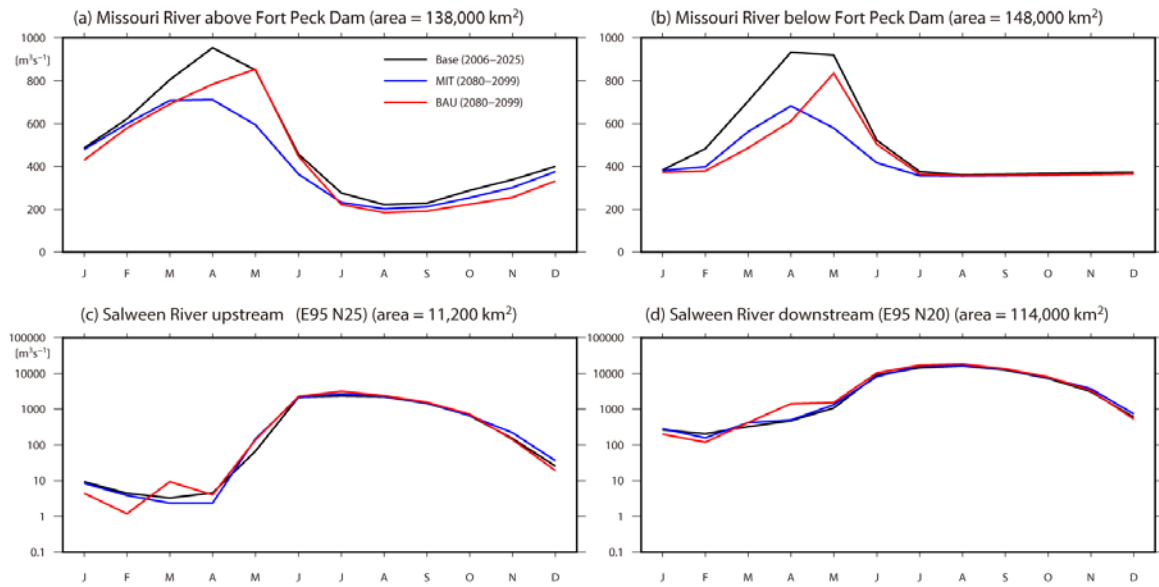 (a) Missouri River above Fort Peck Dam (area = 138,000 km²)
1000
[m³s⁻¹]
800
600
400
200
0
Base (2006–2025)
MIT (2080–2099)
BAU (2080–2099)
J F M A M J J A S O N D
(b) Missouri River below Fort Peck Dam (area = 148,000 km²)
1000
800
600
400
200
0
J F M A M J J A S O N D
(c) Salween River upstream (E95 N25) (area = 11,200 km²)
100000
[m³s⁻¹]
10000
1000
100
10
1
0.1
J F M A M J J A S O N D
(d) Salween River downstream (E95 N20) (area = 114,000 km²)
100000
10000
1000
100
10
1
0.1
J F M A M J J A S O N D